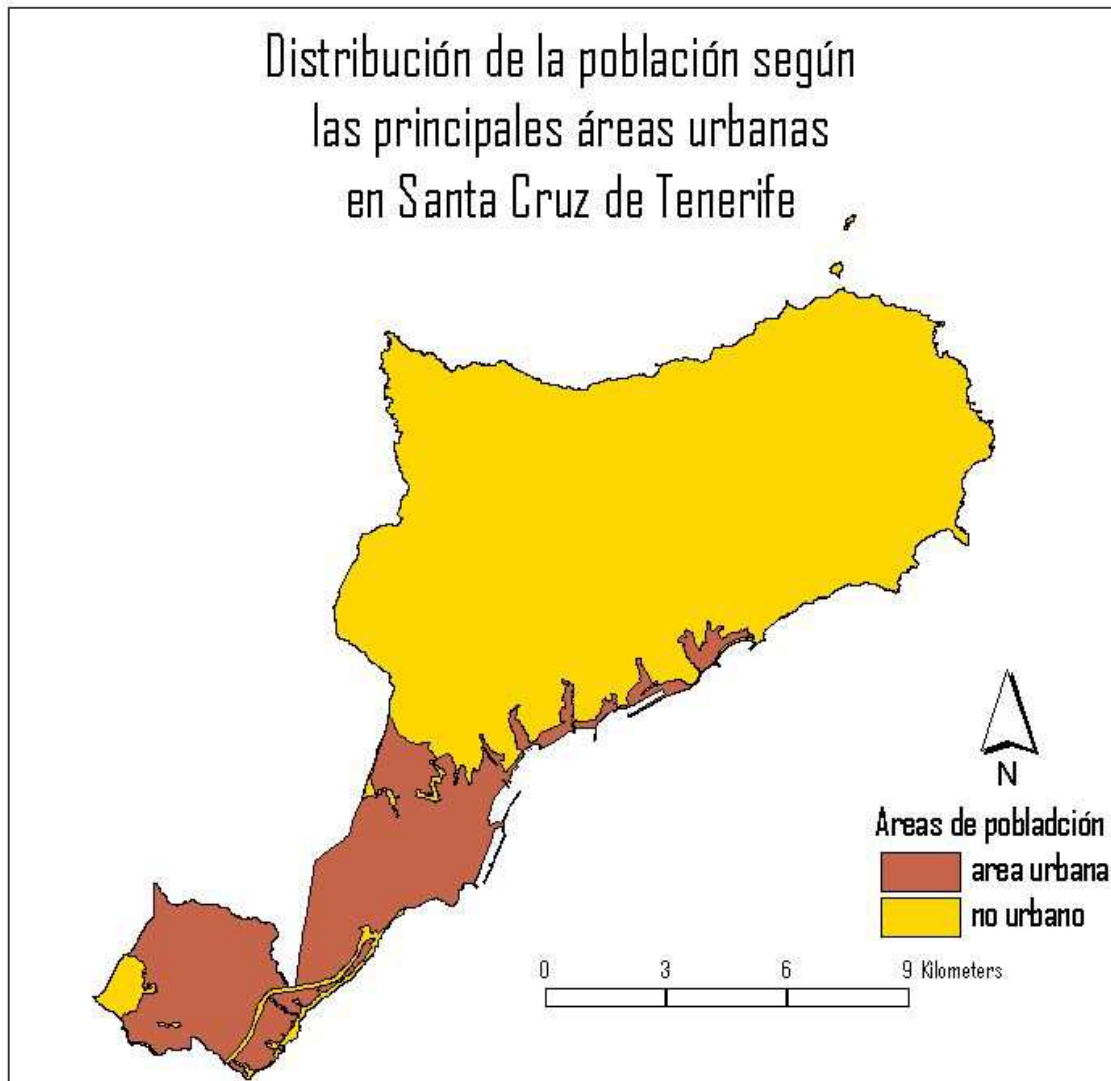 Distribución de la población según
las principales áreas urbanas
en Santa Cruz de Tenerife
N
Areas de pobladción
area urbana
no urbano
0 3 6 9 Kilometers